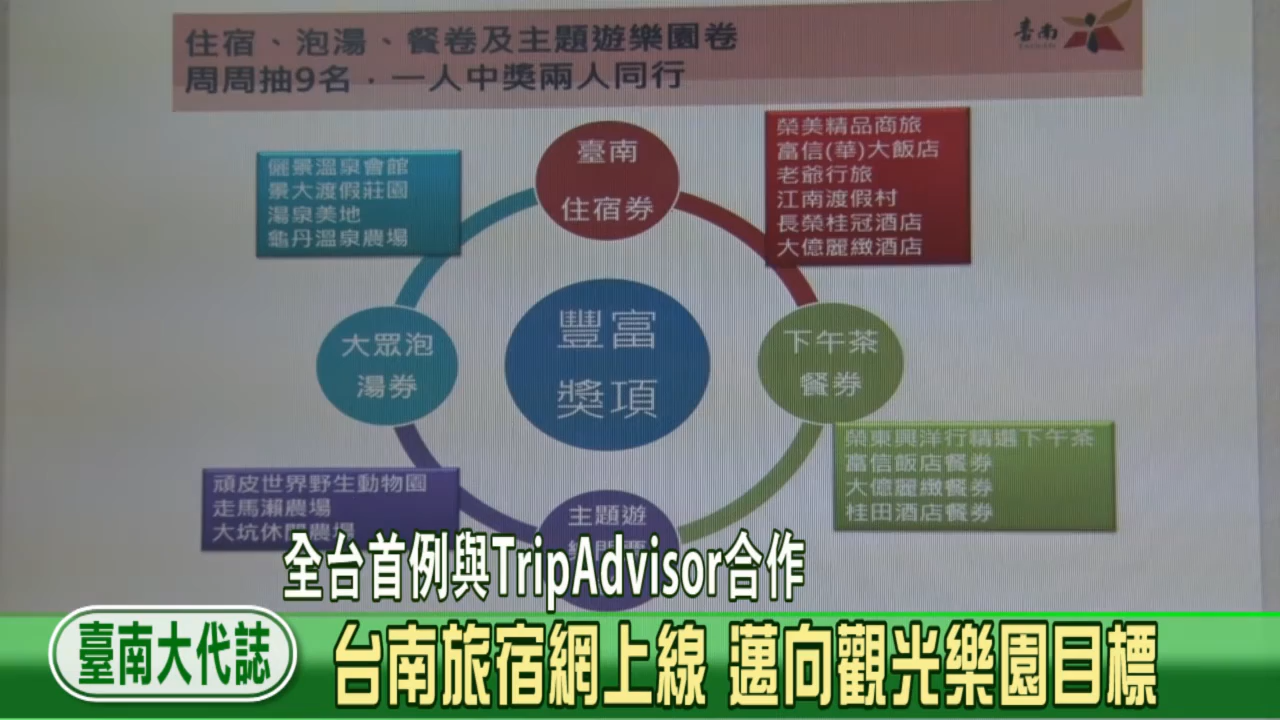 住宿、泡湯、餐卷及主題遊樂園卷
周周抽9名．一人中獎兩人同行
臺南
臺南
住宿券
榮美精品商旅
富信(華)大飯店
老爺行旅
江南渡假村
長榮桂冠酒店
大億麗緻酒店
儷景溫泉會館
景大渡假莊園
湯泉美地
龜丹溫泉農場
大眾泡
湯券
豐富
獎項
下午茶
餐券
榮東興洋行精選下午茶
富信飯店餐券
大億麗緻餐券
桂田酒店餐券
頑皮世界野生動物園
走馬瀨農場
大坑休閒農場
主題遊
全台首例與TripAdvisor合作
臺南大代誌
台南旅宿網上線 邁向觀光樂園目標